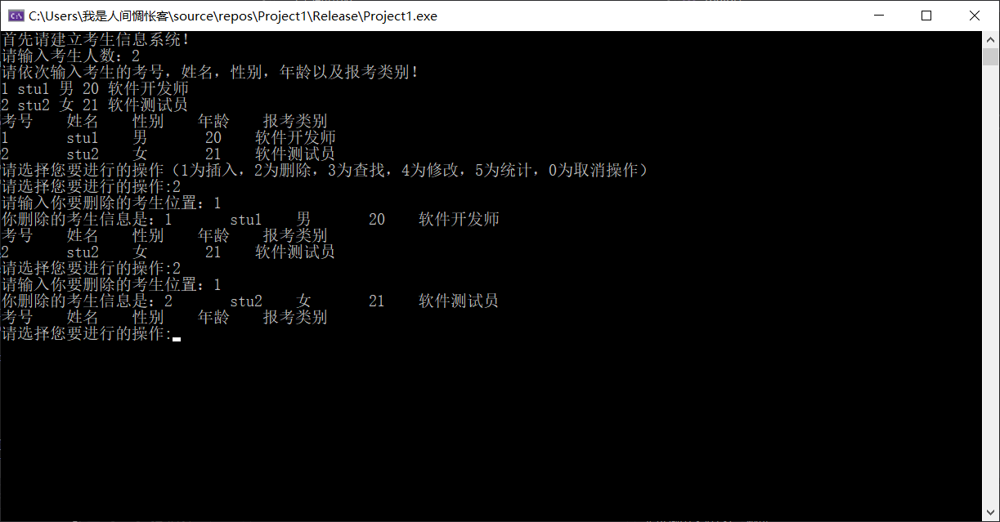 C:\Users\我是人间惆怅客\source\repos\Project1\Release\Project1.exe
首先请建立考生信息系统！
请输入考生人数：2
请依次输入考生的考号，姓名，性别，年龄以及报考类别！
1 stu1 男 20 软件开发师
2 stu2 女 21 软件测试员
考号 姓名 性别 年龄 报考类别
1 stu1 男 20 软件开发师
2 stu2 女 21 软件测试员
请选择您要进行的操作（1为插入，2为删除，3为查找，4为修改，5为统计，0为取消操作）
请选择您要进行的操作:2
请输入你要删除的考生位置：1
你删除的考生信息是：1 stu1 男 20 软件开发师
考号 姓名 性别 年龄 报考类别
2 stu2 女 21 软件测试员
请选择您要进行的操作:2
请输入你要删除的考生位置：1
你删除的考生信息是：2 stu2 女 21 软件测试员
考号 姓名 性别 年龄 报考类别
请选择您要进行的操作: